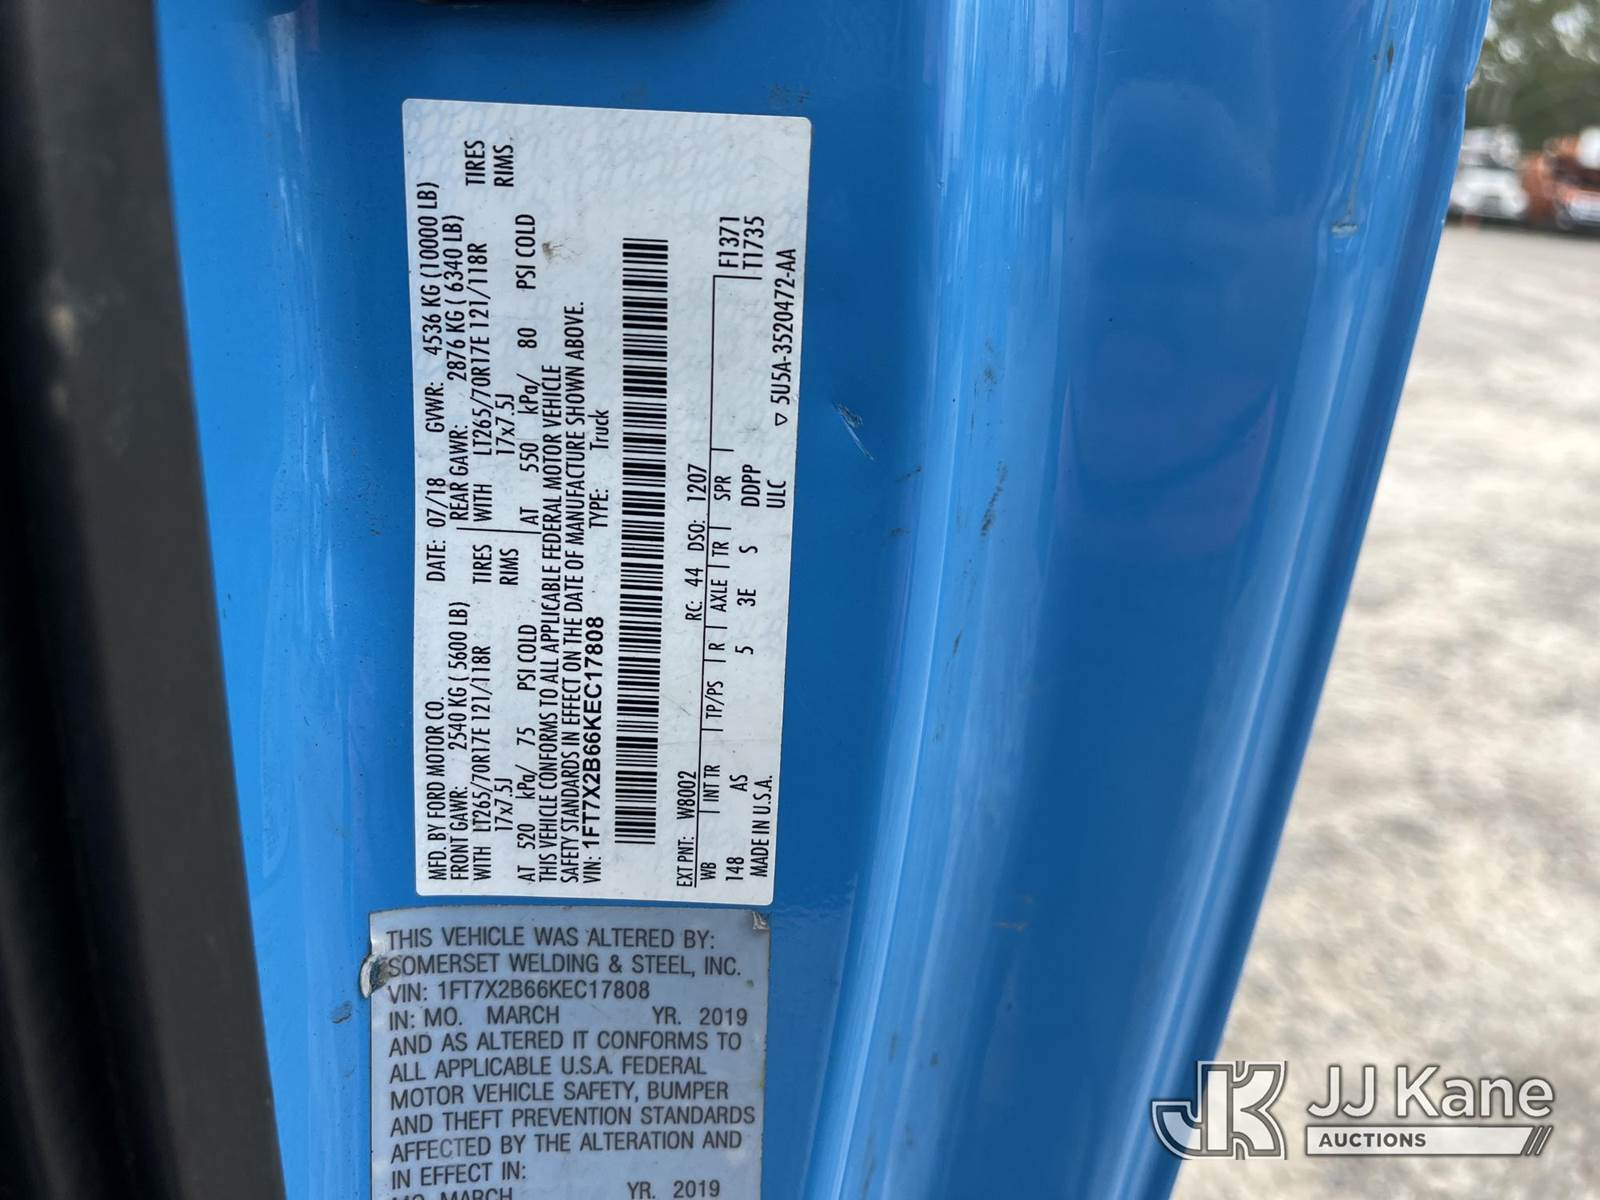 MFD. BY FORD MOTOR CO. DATE: 07/18 GVWR: 4536 KG (10000 LB)
FRONT GAWR: 2540 KG ( 5600 LB) REAR GAWR: 2876 KG ( 6340 LB)
WITH LT265/70R17E 121/118R TIRES WITH LT265/70R17E 121/118R TIRES
17x7.5J RIMS 17x7.5J RIMS.
AT 520 kPa/ 75 PSI COLD AT 550 kPa/ 80 PSI COLD
THIS VEHICLE CONFORMS TO ALL APPLICABLE FEDERAL MOTOR VEHICLE
SAFETY STANDARDS IN EFFECT ON THE DATE OF MANUFACTURE SHOWN ABOVE.
VIN: 1FT7X2B66KEC17808 TYPE: Truck
F1371
T1735
EXT PNT: W8002 RC: 44 DSO: 1207
WB INT TR TP/PS R AXLE TR SPR
148 AS 5 3E S DDPP
MADE IN U.S.A. ULC ▽ 5U5A-3520472-AA
THIS VEHICLE WAS ALTERED BY:
SOMERSET WELDING & STEEL, INC.
VIN: 1FT7X2B66KEC17808
IN: MO. MARCH YR. 2019
AND AS ALTERED IT CONFORMS TO
ALL APPLICABLE U.S.A. FEDERAL
MOTOR VEHICLE SAFETY, BUMPER
AND THEFT PREVENTION STANDARDS
AFFECTED BY THE ALTERATION AND
IN EFFECT IN:
MO. MARCH YR. 2019
JK JJ Kane
AUCTIONS